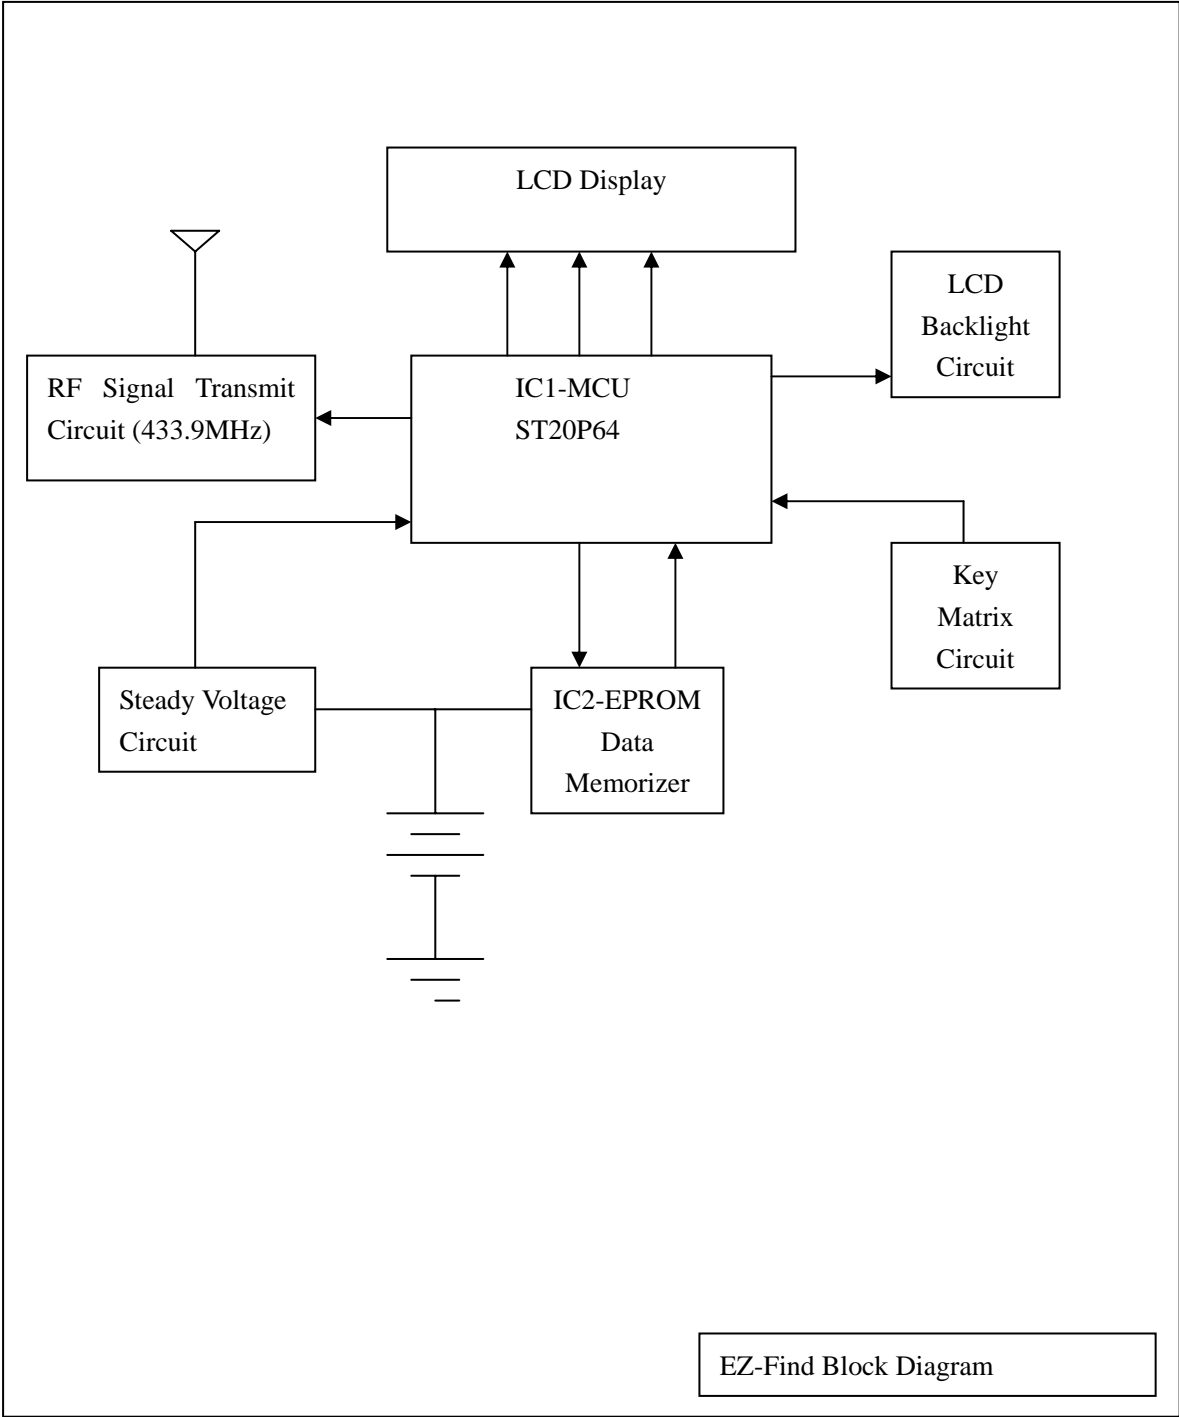 LCD Display
LCD
Backlight
Circuit
RF Signal Transmit
Circuit (433.9MHz)
IC1-MCU
ST20P64
Key
Matrix
Circuit
Steady Voltage
Circuit
IC2-EPROM
Data
Memorizer
EZ-Find Block Diagram